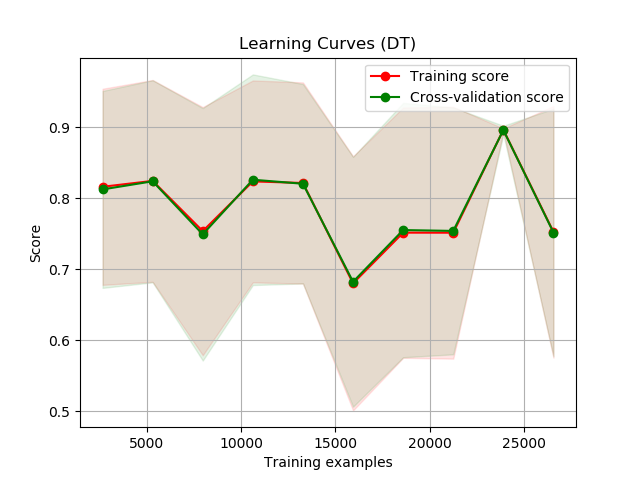 Learning Curves (DT)
Training score
Cross-validation score
0.9
0.8
0.7
0.6
0.5
Score
5000 10000 15000 20000 25000
Training examples